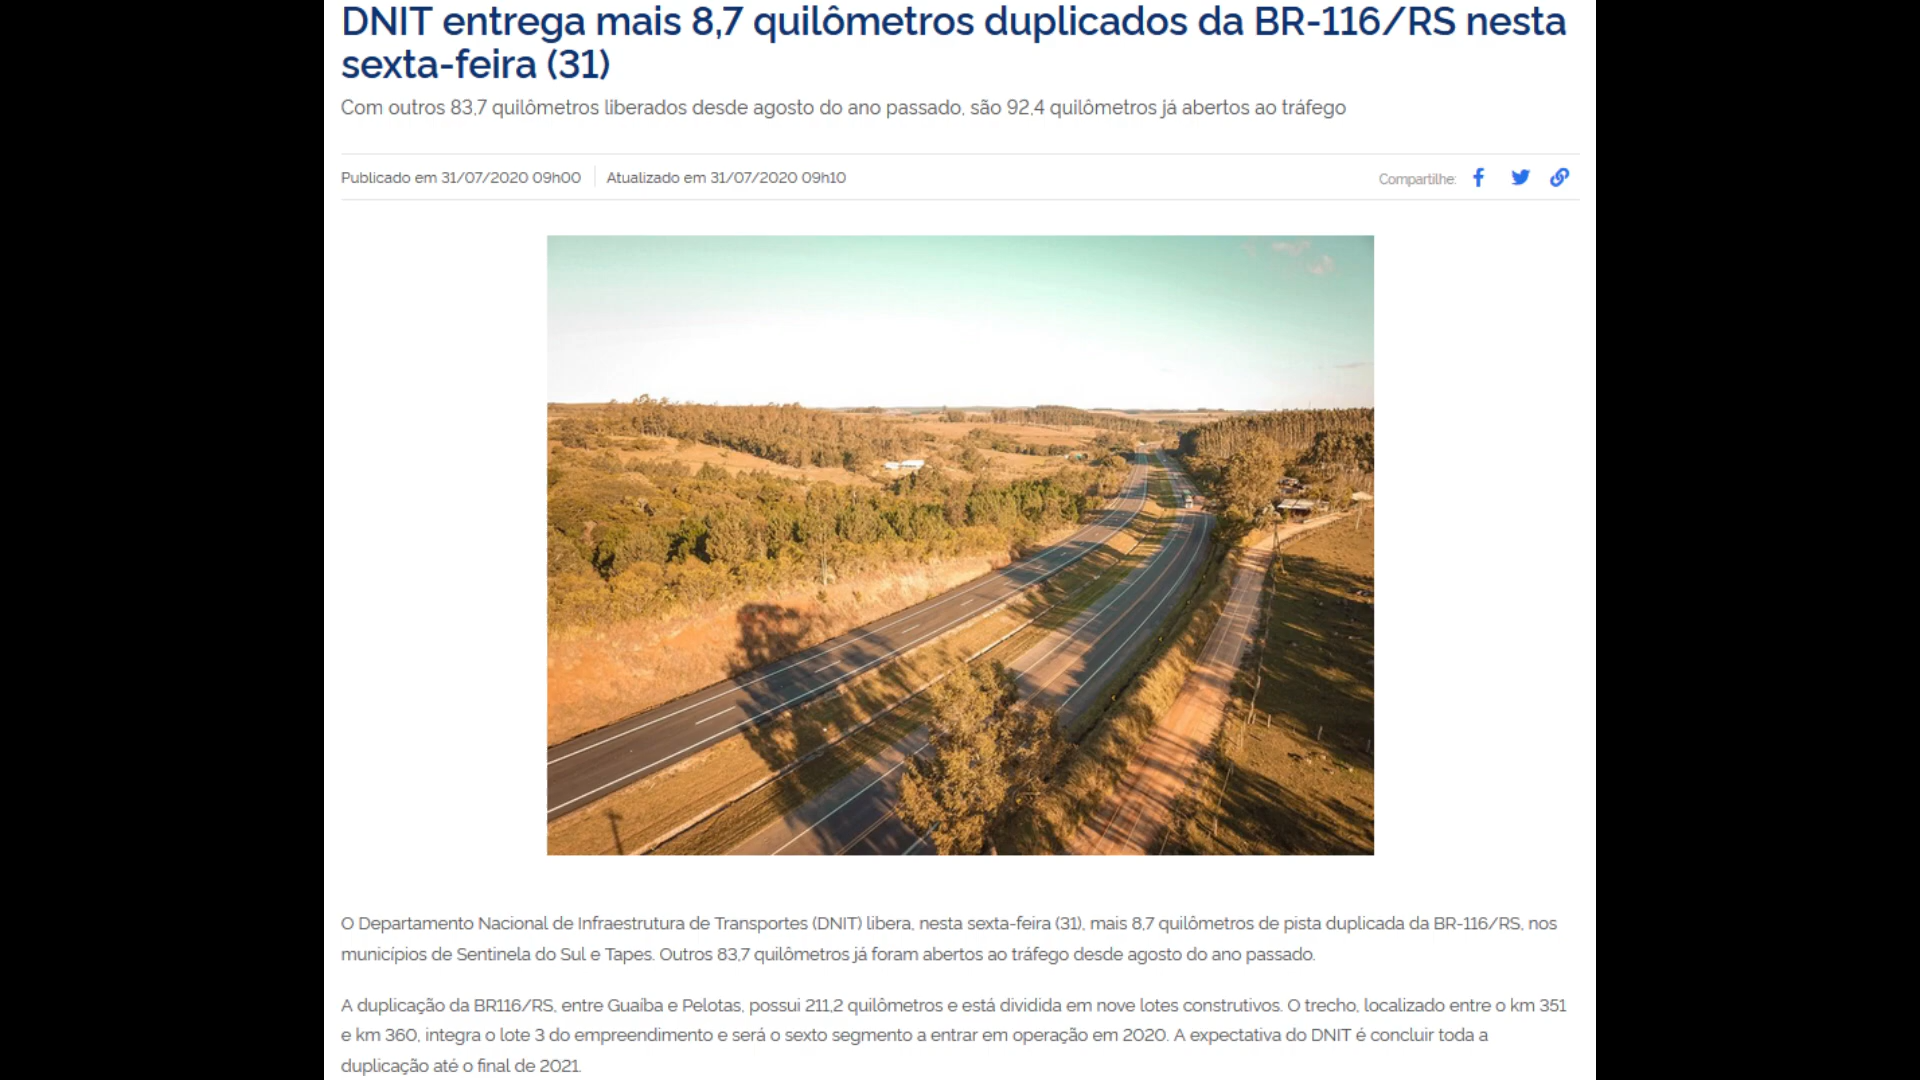 DNIT entrega mais 8,7 quilômetros duplicados da BR-116/RS nesta
sexta-feira (31)
Com outros 83,7 quilômetros liberados desde agosto do ano passado, são 92,4 quilômetros já abertos ao tráfego
Publicado em 31/07/2020 09h00 Atualizado em 31/07/2020 09h10 Compartilhe:
O Departamento Nacional de Infraestrutura de Transportes (DNIT) libera, nesta sexta-feira (31), mais 8,7 quilômetros de pista duplicada da BR-116/RS, nos
municípios de Sentinela do Sul e Tapes. Outros 83,7 quilômetros já foram abertos ao tráfego desde agosto do ano passado.
A duplicação da BR116/RS, entre Guaíba e Pelotas, possui 211,2 quilômetros e está dividida em nove lotes construtivos. O trecho, localizado entre o km 351
e km 360, integra o lote 3 do empreendimento e será o sexto segmento a entrar em operação em 2020. A expectativa do DNIT é concluir toda a
duplicação até o final de 2021.